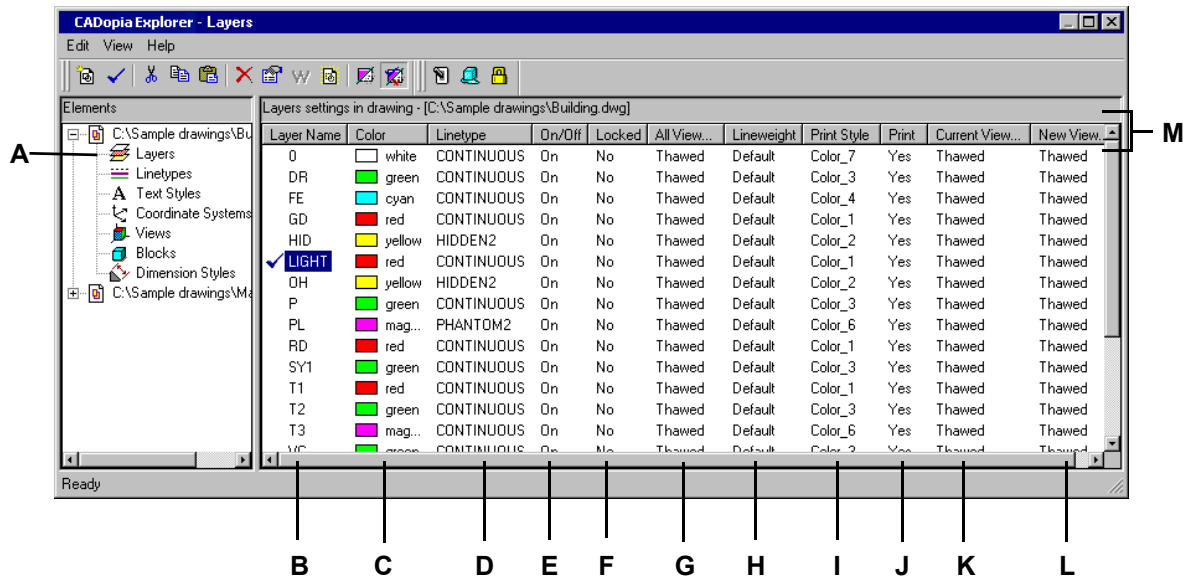 CADopia Explorer - Layers
Edit View Help
Elements
Layers settings in drawing - [C:\Sample drawings\Building.dwg]
C:\Sample drawings\Bu
Layers
Linetypes
Text Styles
Coordinate Systems
Views
Blocks
Dimension Styles
C:\Sample drawings\Ma
Layer Name Color Linetype On/Off Locked All View... Lineweight Print Style Print Current View... New View.
0 white CONTINUOUS On No Thawed Default Color_7 Yes Thawed Thawed
DR green CONTINUOUS On No Thawed Default Color_3 Yes Thawed Thawed
FE cyan CONTINUOUS On No Thawed Default Color_4 Yes Thawed Thawed
GD red CONTINUOUS On No Thawed Default Color_1 Yes Thawed Thawed
HID yellow HIDDEN2 On No Thawed Default Color_2 Yes Thawed Thawed
LIGHT red CONTINUOUS On No Thawed Default Color_1 Yes Thawed Thawed
OH yellow HIDDEN2 On No Thawed Default Color_2 Yes Thawed Thawed
P green CONTINUOUS On No Thawed Default Color_3 Yes Thawed Thawed
PL mag... PHANTOM2 On No Thawed Default Color_6 Yes Thawed Thawed
RD red CONTINUOUS On No Thawed Default Color_1 Yes Thawed Thawed
SY1 green CONTINUOUS On No Thawed Default Color_3 Yes Thawed Thawed
T1 red CONTINUOUS On No Thawed Default Color_1 Yes Thawed Thawed
T2 green CONTINUOUS On No Thawed Default Color_3 Yes Thawed Thawed
T3 mag... CONTINUOUS On No Thawed Default Color_6 Yes Thawed Thawed
green CONTINUOUS On No Thawed Default Color_3 Yes Thawed Thawed
Ready
A
M
B C D E F G H I J K L